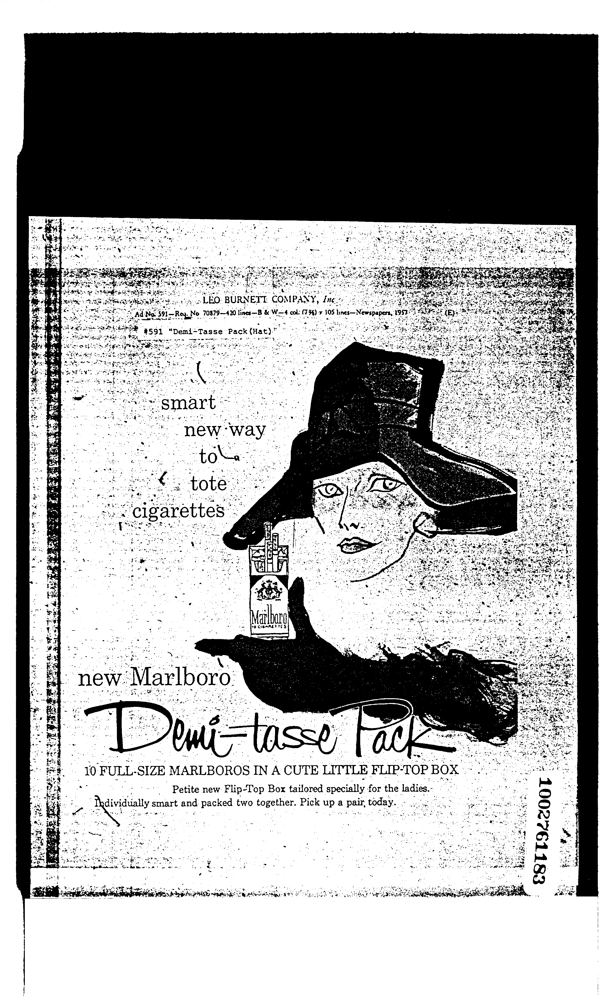 LEO BURNETT COMPANY, Inc.
Ad No. 591—Req. No 70879—420 lines—B & W—4 col. (7⅜) x 105 lines—Newspapers, 1957 (E)
#591 "Demi-Tasse Pack(Hat)"
smart
new way
to
tote
cigarettes
Marlboro
10 CIGARETTES
new Marlboro
Demi-tasse Pack
10 FULL-SIZE MARLBOROS IN A CUTE LITTLE FLIP-TOP BOX
Petite new Flip-Top Box tailored specially for the ladies.
Individually smart and packed two together. Pick up a pair today.
1002761183